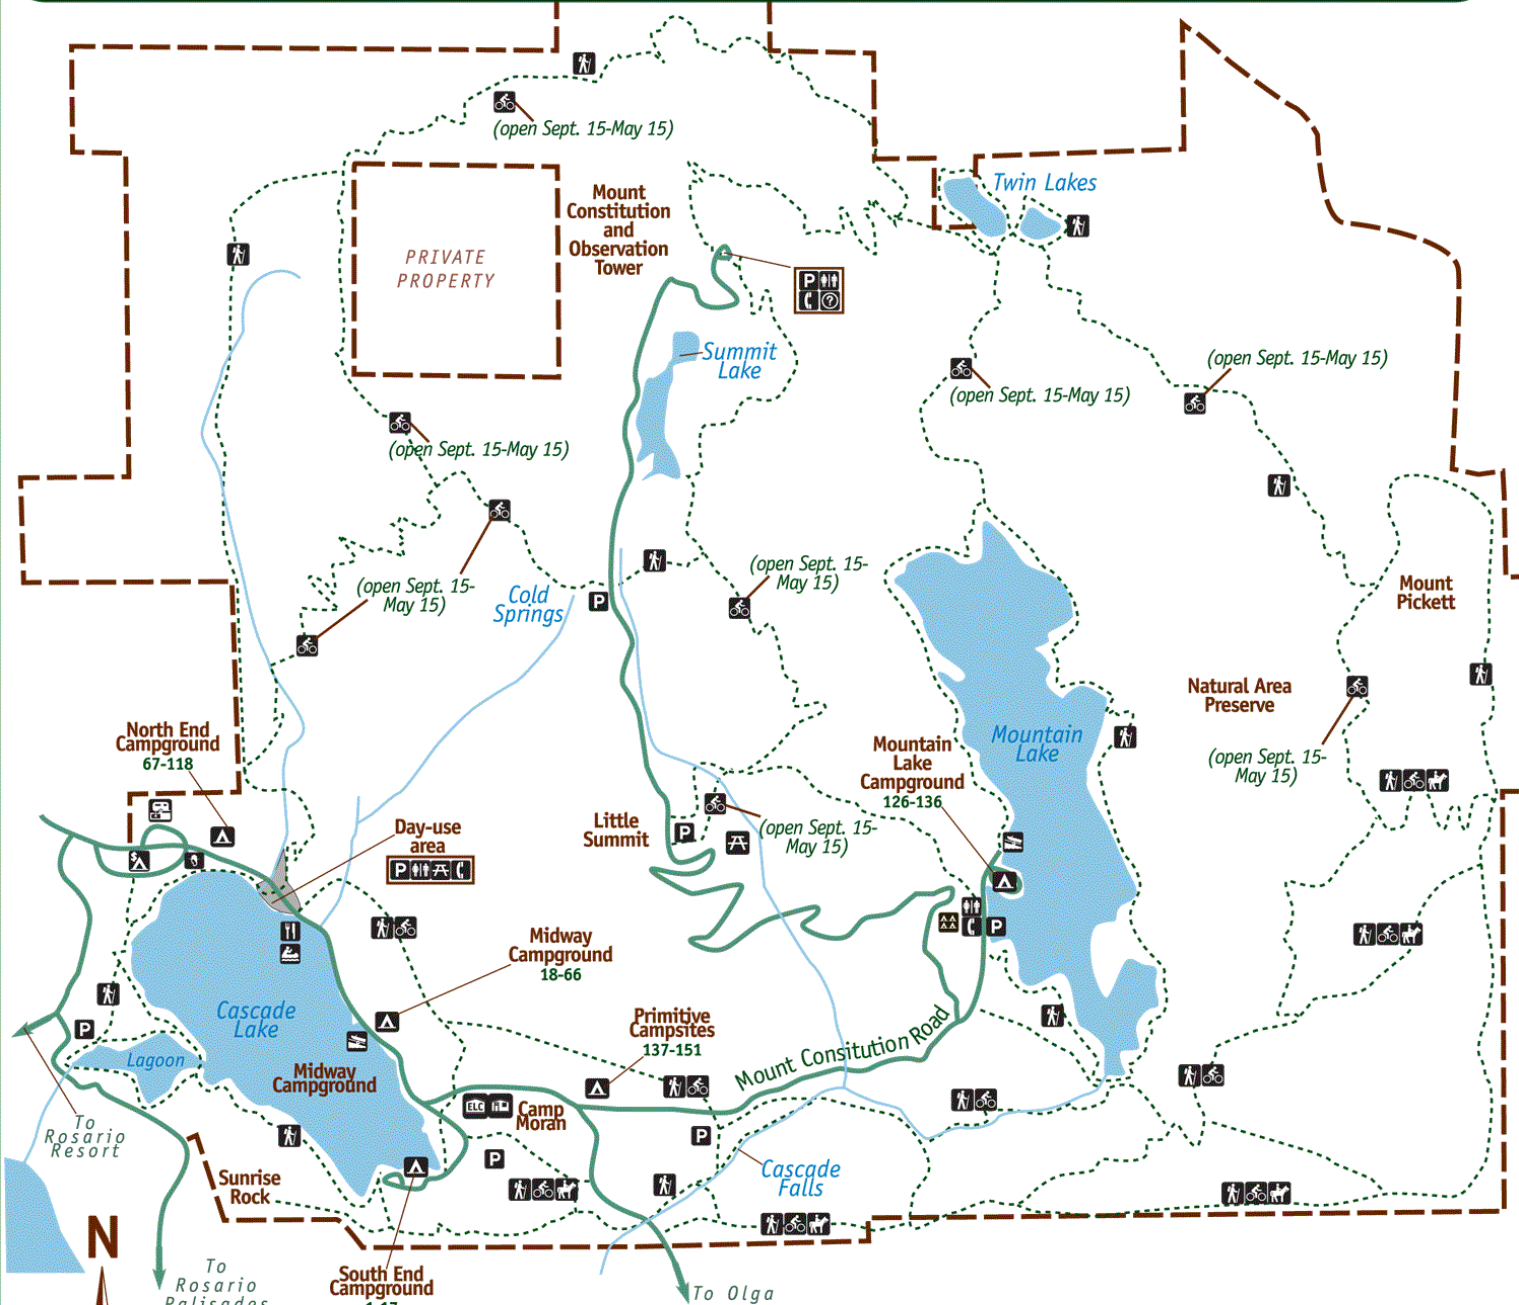 (open Sept. 15-May 15)
Mount
Constitution
and
Observation
Tower
Twin Lakes
PRIVATE
PROPERTY
P
?
Summit
Lake
(open Sept. 15-May 15)
(open Sept. 15-May 15)
(open Sept. 15-May 15)
(open Sept. 15-
May 15)
Cold
Springs
P
(open Sept. 15-
May 15)
Mount
Pickett
Natural Area
Preserve
(open Sept. 15-
May 15)
North End
Campground
67-118
Mountain
Lake
Campground
126-136
Mountain
Lake
Day-use
area
P
Little
Summit
P
(open Sept. 15-
May 15)
$
P
Midway
Campground
18-66
Cascade
Lake
P
Lagoon
Midway
Campground
Primitive
Campsites
137-151
Mount Consitution Road
ELC
Camp
Moran
P
P
To
Rosario
Resort
Sunrise
Rock
Cascade
Falls
N
To
Rosario
Palisades
South End
Campground
1-17
To Olga